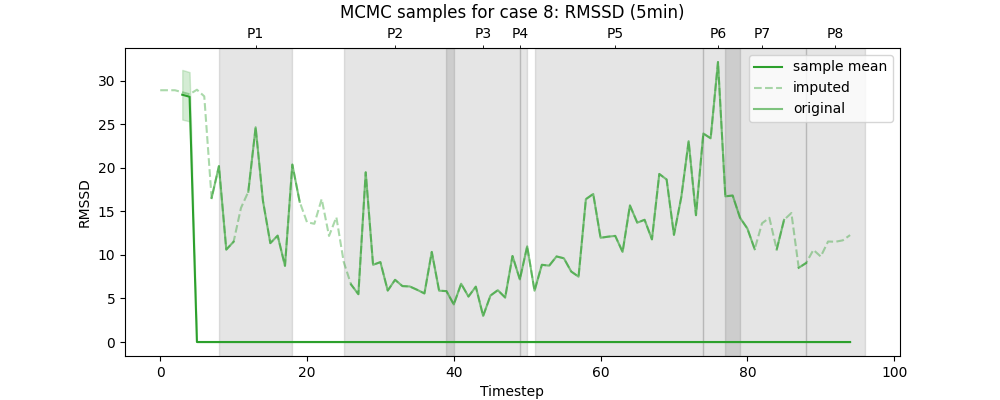 MCMC samples for case 8: RMSSD (5min)
P1 P2 P3 P4 P5 P6 P7 P8
sample mean
imputed
original
30
25
20
15
10
5
0
RMSSD
0 20 40 60 80 100
Timestep